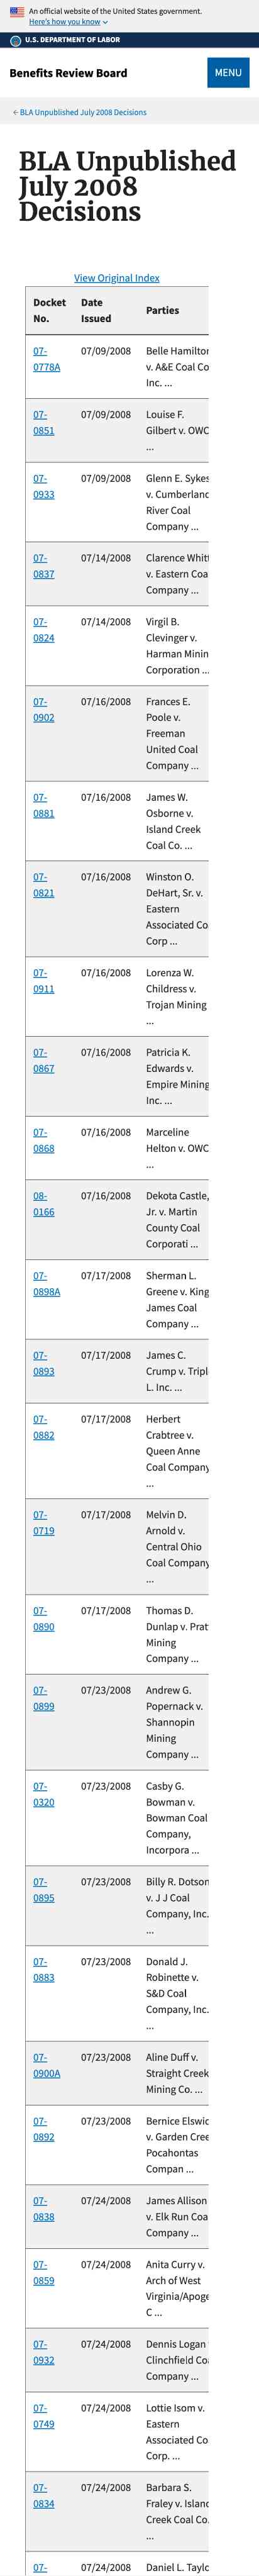 An official website of the United States government.
Here's how you know
U.S. DEPARTMENT OF LABOR
Benefits Review Board
MENU
BLA Unpublished July 2008 Decisions
BLA Unpublished
July 2008
Decisions
View Original Index
Docket No. Date Issued Parties
07-0778A 07/09/2008 Belle Hamilton v. A&E Coal Co Inc. ...
07-0851 07/09/2008 Louise F. Gilbert v. OWC ...
07-0933 07/09/2008 Glenn E. Sykes v. Cumberland River Coal Company ...
07-0837 07/14/2008 Clarence Whitt v. Eastern Coa Company ...
07-0824 07/14/2008 Virgil B. Clevinger v. Harman Minin Corporation ...
07-0902 07/16/2008 Frances E. Poole v. Freeman United Coal Company ...
07-0881 07/16/2008 James W. Osborne v. Island Creek Coal Co. ...
07-0821 07/16/2008 Winston O. DeHart, Sr. v. Eastern Associated Co Corp ...
07-0911 07/16/2008 Lorenza W. Childress v. Trojan Mining ...
07-0867 07/16/2008 Patricia K. Edwards v. Empire Mining Inc. ...
07-0868 07/16/2008 Marceline Helton v. OWC ...
08-0166 07/16/2008 Dekota Castle, Jr. v. Martin County Coal Corporati ...
07-0898A 07/17/2008 Sherman L. Greene v. King James Coal Company ...
07-0893 07/17/2008 James C. Crump v. Tripl L. Inc. ...
07-0882 07/17/2008 Herbert Crabtree v. Queen Anne Coal Company ...
07-0719 07/17/2008 Melvin D. Arnold v. Central Ohio Coal Company ...
07-0890 07/17/2008 Thomas D. Dunlap v. Prat Mining Company ...
07-0899 07/23/2008 Andrew G. Popernack v. Shannopin Mining Company ...
07-0320 07/23/2008 Casby G. Bowman v. Bowman Coal Company, Incorpora ...
07-0895 07/23/2008 Billy R. Dotson v. J J Coal Company, Inc. ...
07-0883 07/23/2008 Donald J. Robinette v. S&D Coal Company, Inc. ...
07-0900A 07/23/2008 Aline Duff v. Straight Creek Mining Co. ...
07-0892 07/23/2008 Bernice Elswic v. Garden Cree Pocahontas Compan ...
07-0838 07/24/2008 James Allison v. Elk Run Coa Company ...
07-0859 07/24/2008 Anita Curry v. Arch of West Virginia/Apoge C ...
07-0932 07/24/2008 Dennis Logan Clinchfield Co Company ...
07-0749 07/24/2008 Lottie Isom v. Eastern Associated Co Corp. ...
07-0834 07/24/2008 Barbara S. Fraley v. Island Creek Coal Co. ...
07- 07/24/2008 Daniel L. Taylo